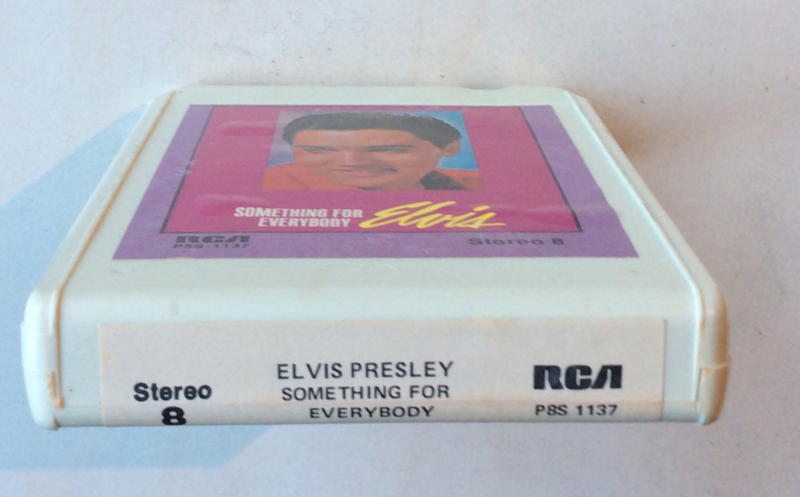 SOMETHING FOR
EVERYBODY
Elvis
RCA
P8S-1137
Stereo 8
Stereo
8
ELVIS PRESLEY
SOMETHING FOR
EVERYBODY
RCA
P8S 1137